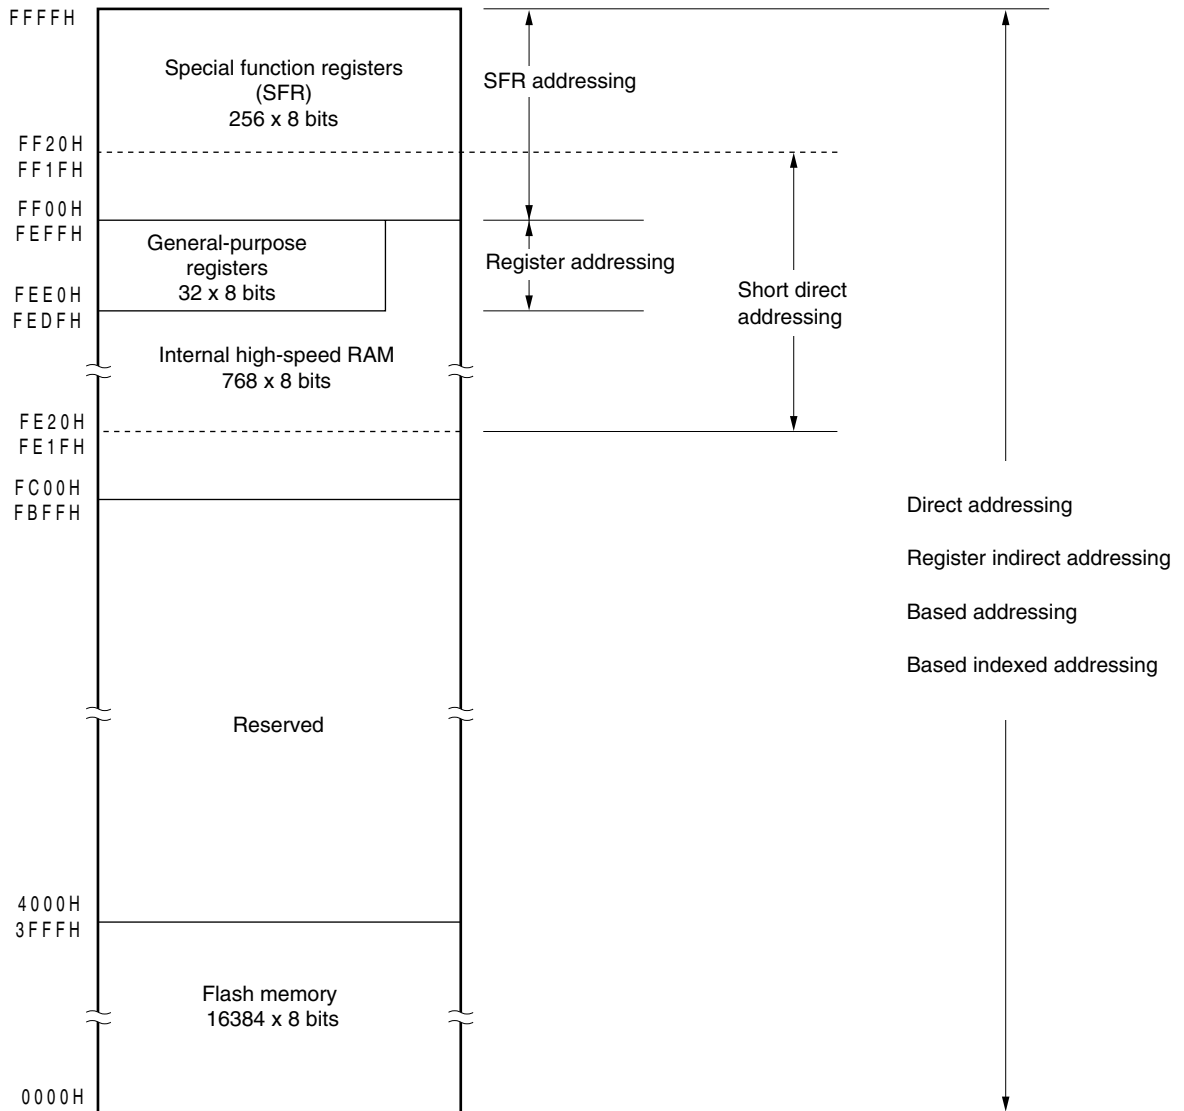 FFFFH
Special function registers
(SFR)
256 x 8 bits
SFR addressing
FF20H
FF1FH
FF00H
FEFFH
General-purpose
registers
32 x 8 bits
Register addressing
FEE0H
FEDFH
Short direct
addressing
Internal high-speed RAM
768 x 8 bits
FE20H
FE1FH
FC00H
FBFFH
Direct addressing
Register indirect addressing
Based addressing
Based indexed addressing
Reserved
4000H
3FFFH
Flash memory
16384 x 8 bits
0000H